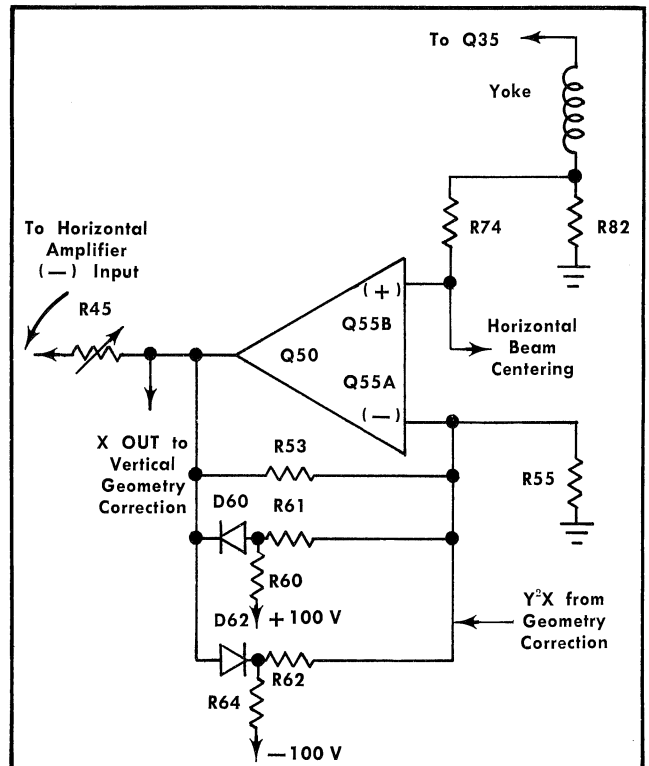 To Q35
Yoke
R74
R82
To Horizontal
Amplifier
(—) Input
R45
(+)
Q55B
Q50
Q55A
(—)
Horizontal
Beam
Centering
X OUT to
Vertical
Geometry
Correction
R53
R55
D60
R61
R60
+100 V
D62
R62
R64
—100 V
Y²X from
Geometry
Correction